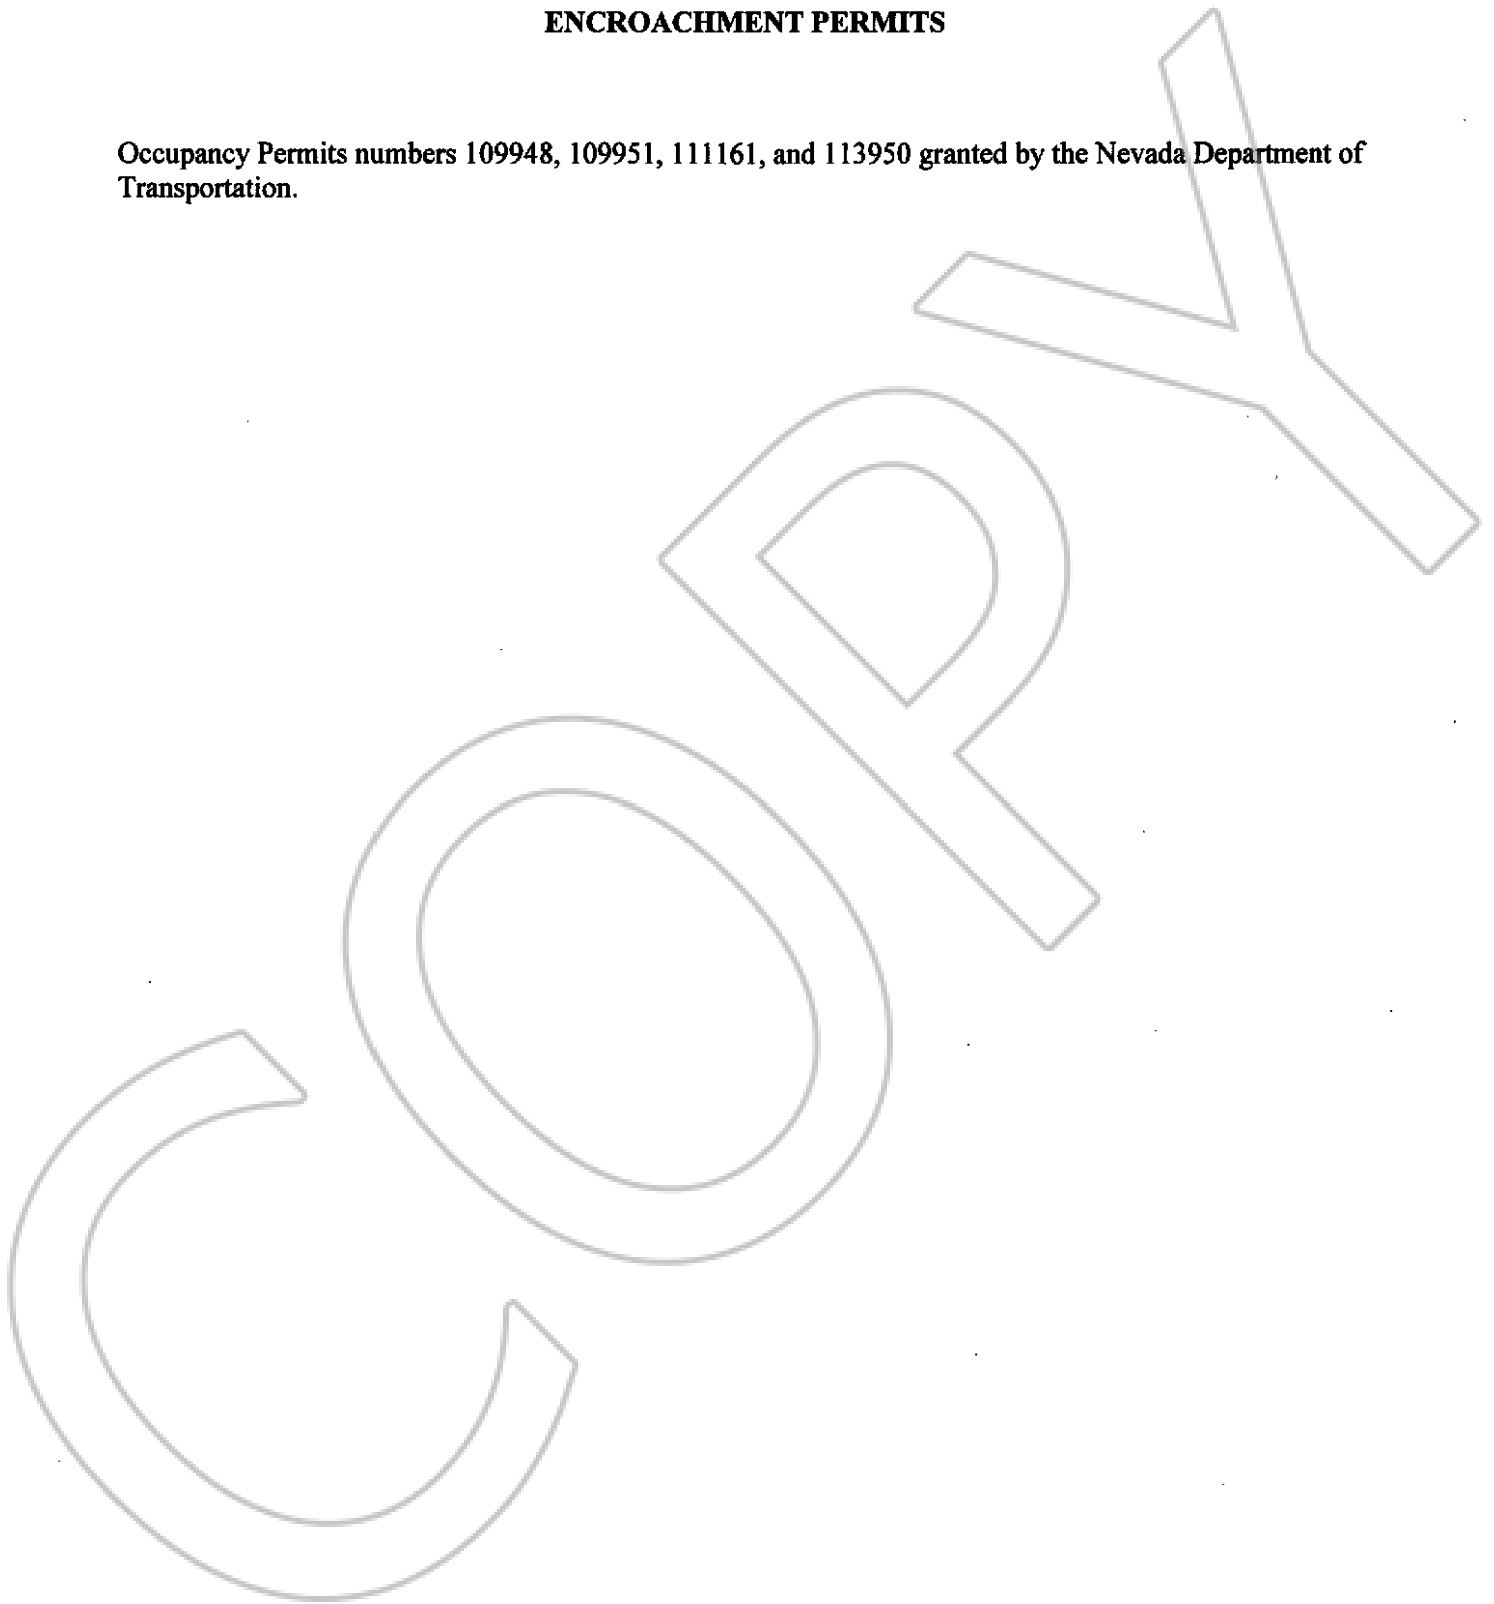 ENCROACHMENT PERMITS
Occupancy Permits numbers 109948, 109951, 111161, and 113950 granted by the Nevada Department of
Transportation.
COPY